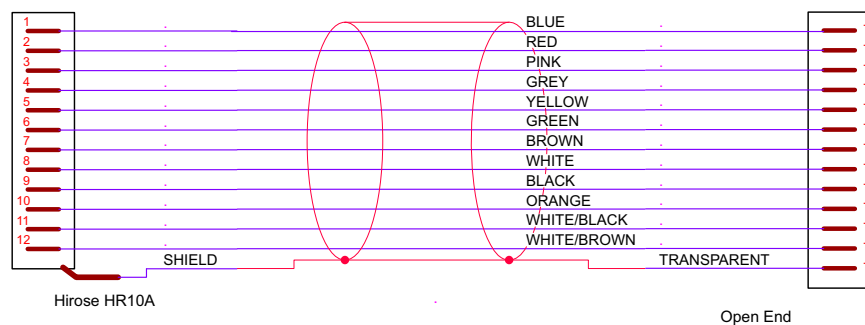 1 BLUE
2 RED
3 PINK
4 GREY
5 YELLOW
6 GREEN
7 BROWN
8 WHITE
9 BLACK
10 ORANGE
11 WHITE/BLACK
12 WHITE/BROWN
SHIELD TRANSPARENT
Hirose HR10A
Open End